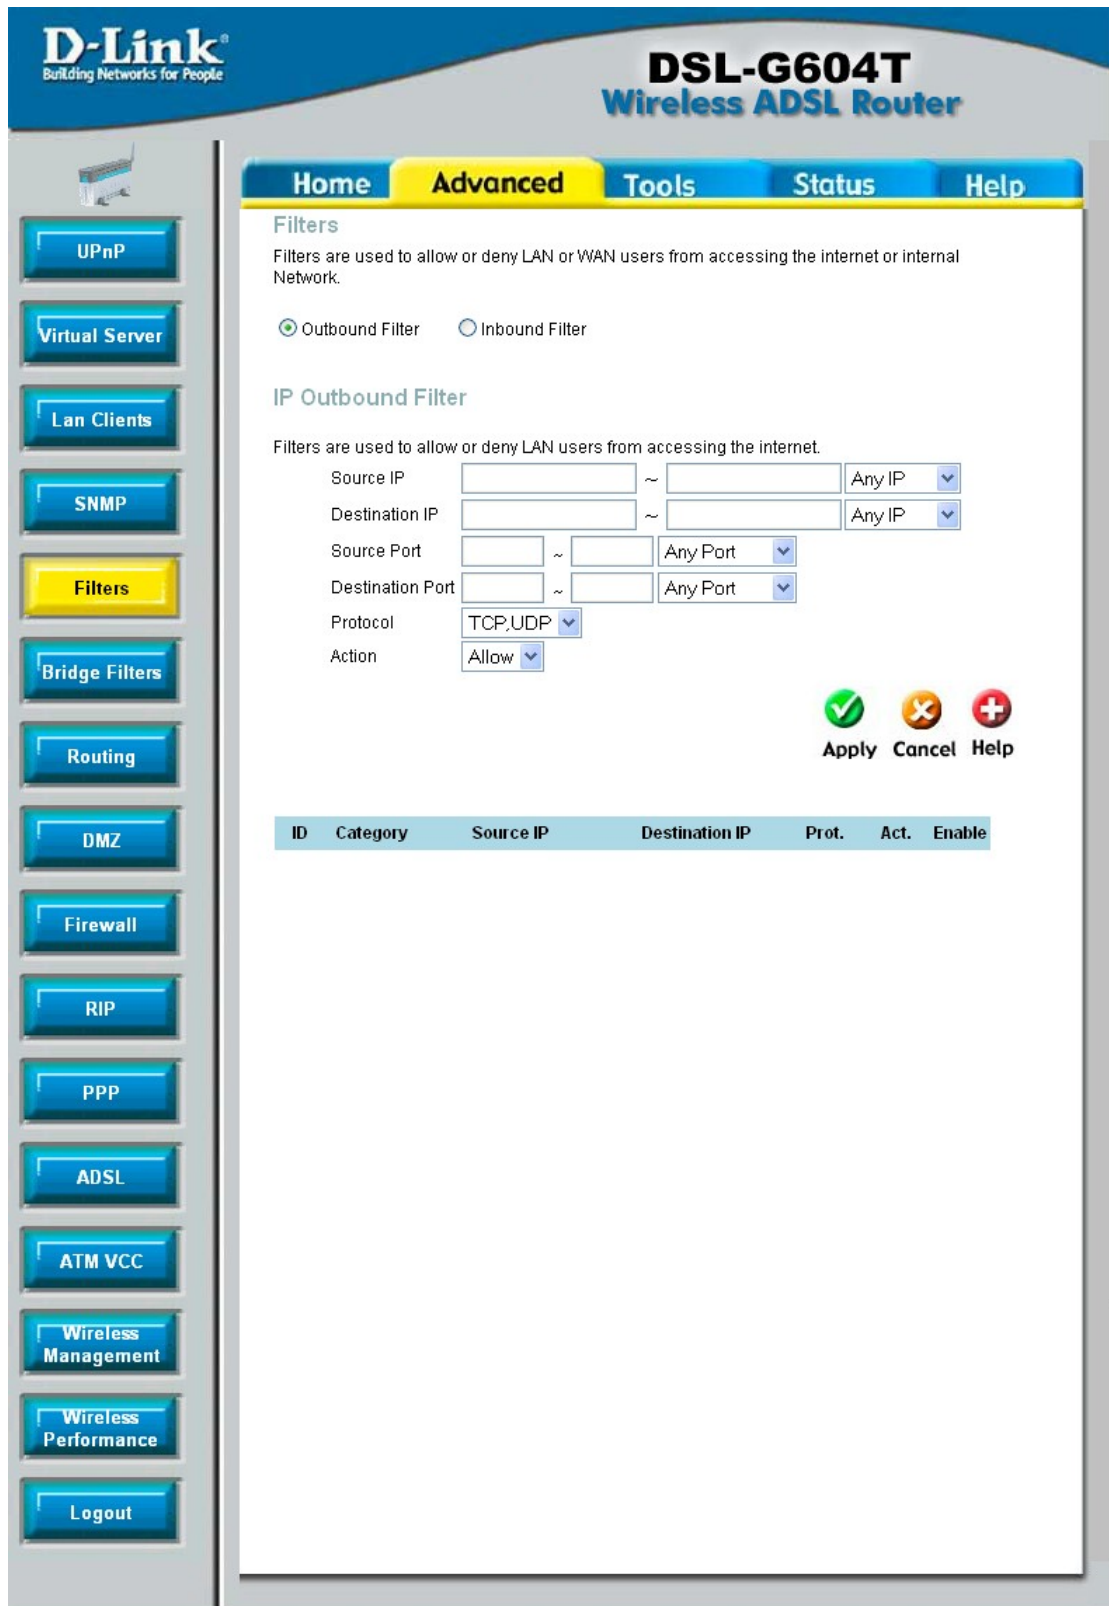 D-Link®
Building Networks for People
DSL-G604T
Wireless ADSL Router
Home Advanced Tools Status Help
UPnP
Virtual Server
Lan Clients
SNMP
Filters
Bridge Filters
Routing
DMZ
Firewall
RIP
PPP
ADSL
ATM VCC
Wireless
Management
Wireless
Performance
Logout
Filters
Filters are used to allow or deny LAN or WAN users from accessing the internet or internal
Network.
Outbound Filter Inbound Filter
IP Outbound Filter
Filters are used to allow or deny LAN users from accessing the internet.
Source IP ~ Any IP
Destination IP ~ Any IP
Source Port ~ Any Port
Destination Port ~ Any Port
Protocol TCP,UDP
Action Allow
Apply Cancel Help
ID Category Source IP Destination IP Prot. Act. Enable